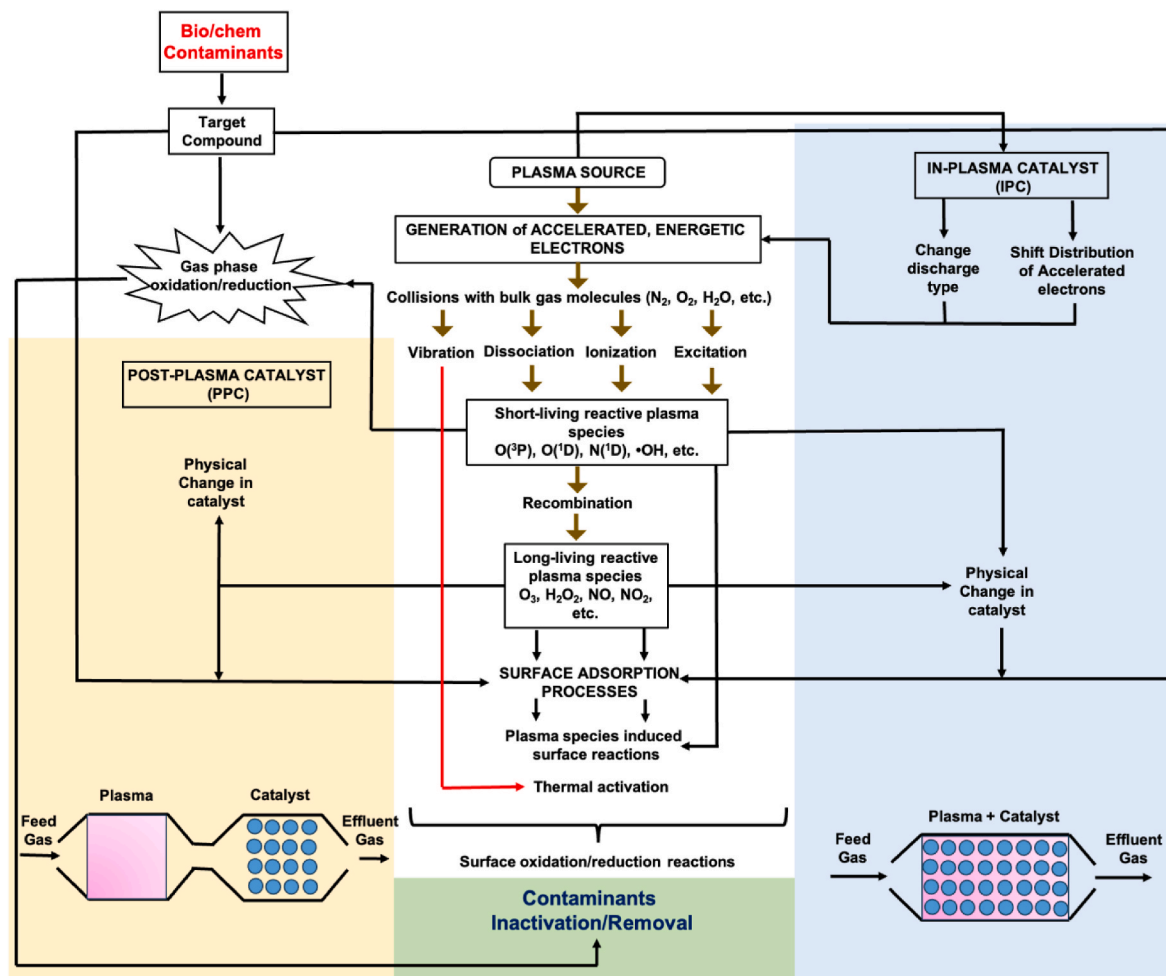 Bio/chem
Contaminants
Target
Compound
Gas phase
oxidation/reduction
PLASMA SOURCE
GENERATION of ACCELERATED, ENERGETIC
ELECTRONS
Collisions with bulk gas molecules (N₂, O₂, H₂O, etc.)
Vibration
Dissociation
Ionization
Excitation
Short-living reactive plasma
species
O(³P), O(¹D), N(¹D), •OH, etc.
Recombination
Long-living reactive
plasma species
O₃, H₂O₂, NO, NO₂,
etc.
SURFACE ADSORPTION
PROCESSES
Plasma species induced
surface reactions
Thermal activation
Surface oxidation/reduction reactions
Contaminants
Inactivation/Removal
IN-PLASMA CATALYST
(IPC)
Change
discharge
type
Shift Distribution
of Accelerated
electrons
Physical
Change in
catalyst
Plasma + Catalyst
Feed
Gas
Effluent
Gas
POST-PLASMA CATALYST
(PPC)
Physical
Change in
catalyst
Plasma
Catalyst
Feed
Gas
Effluent
Gas